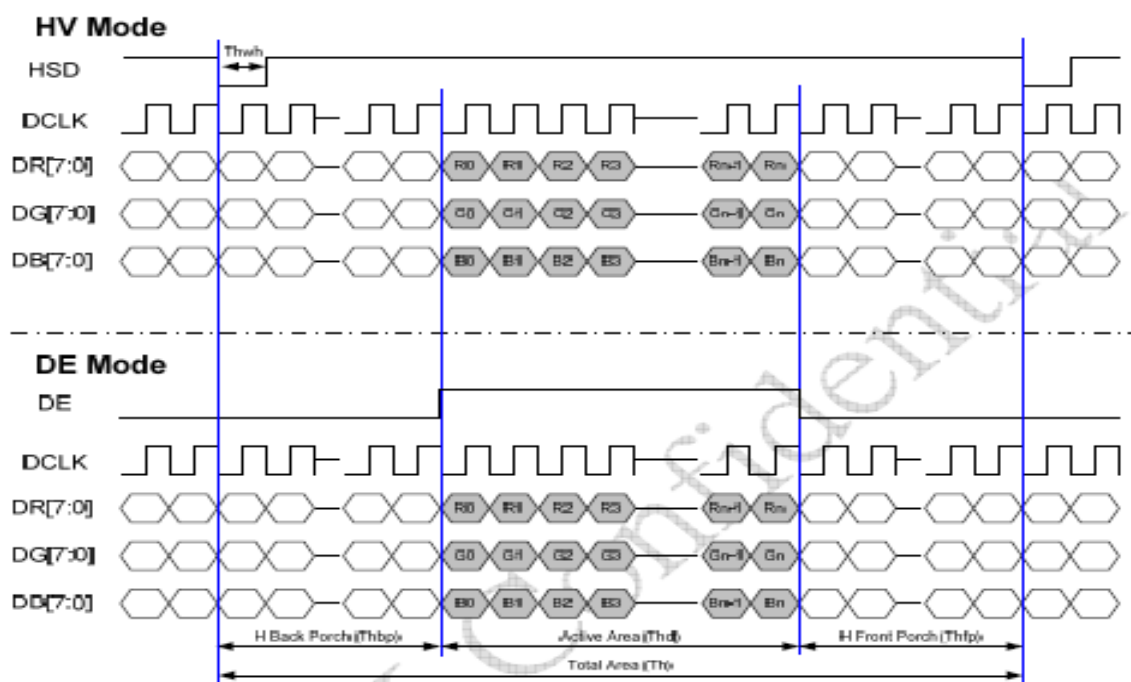 HV Mode
Thwh
HSD
DCLK
DR[7:0] R0 R1 R2 R3 Rn-1 Rn
DG[7:0] G0 G1 G2 G3 Gn-1 Gn
DB[7:0] B0 B1 B2 B3 Bn-1 Bn
DE Mode
DE
DCLK
DR[7:0] R0 R1 R2 R3 Rn-1 Rn
DG[7:0] G0 G1 G2 G3 Gn-1 Gn
DB[7:0] B0 B1 B2 B3 Bn-1 Bn
H Back Porch (Thbp) Active Area (Thd) H Front Porch (Thfp)
Total Area (Th)
Confidential